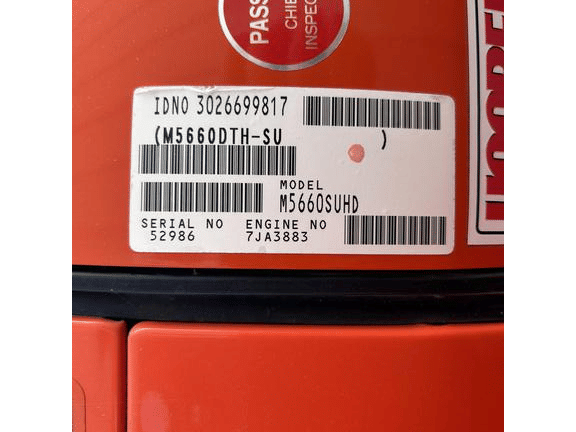 PASS
CHIE
INSPEC
IDNO 3026699817
(M5660DTH-SU )
MODEL
M5660SUHD
SERIAL NO ENGINE NO
52986 7JA3883